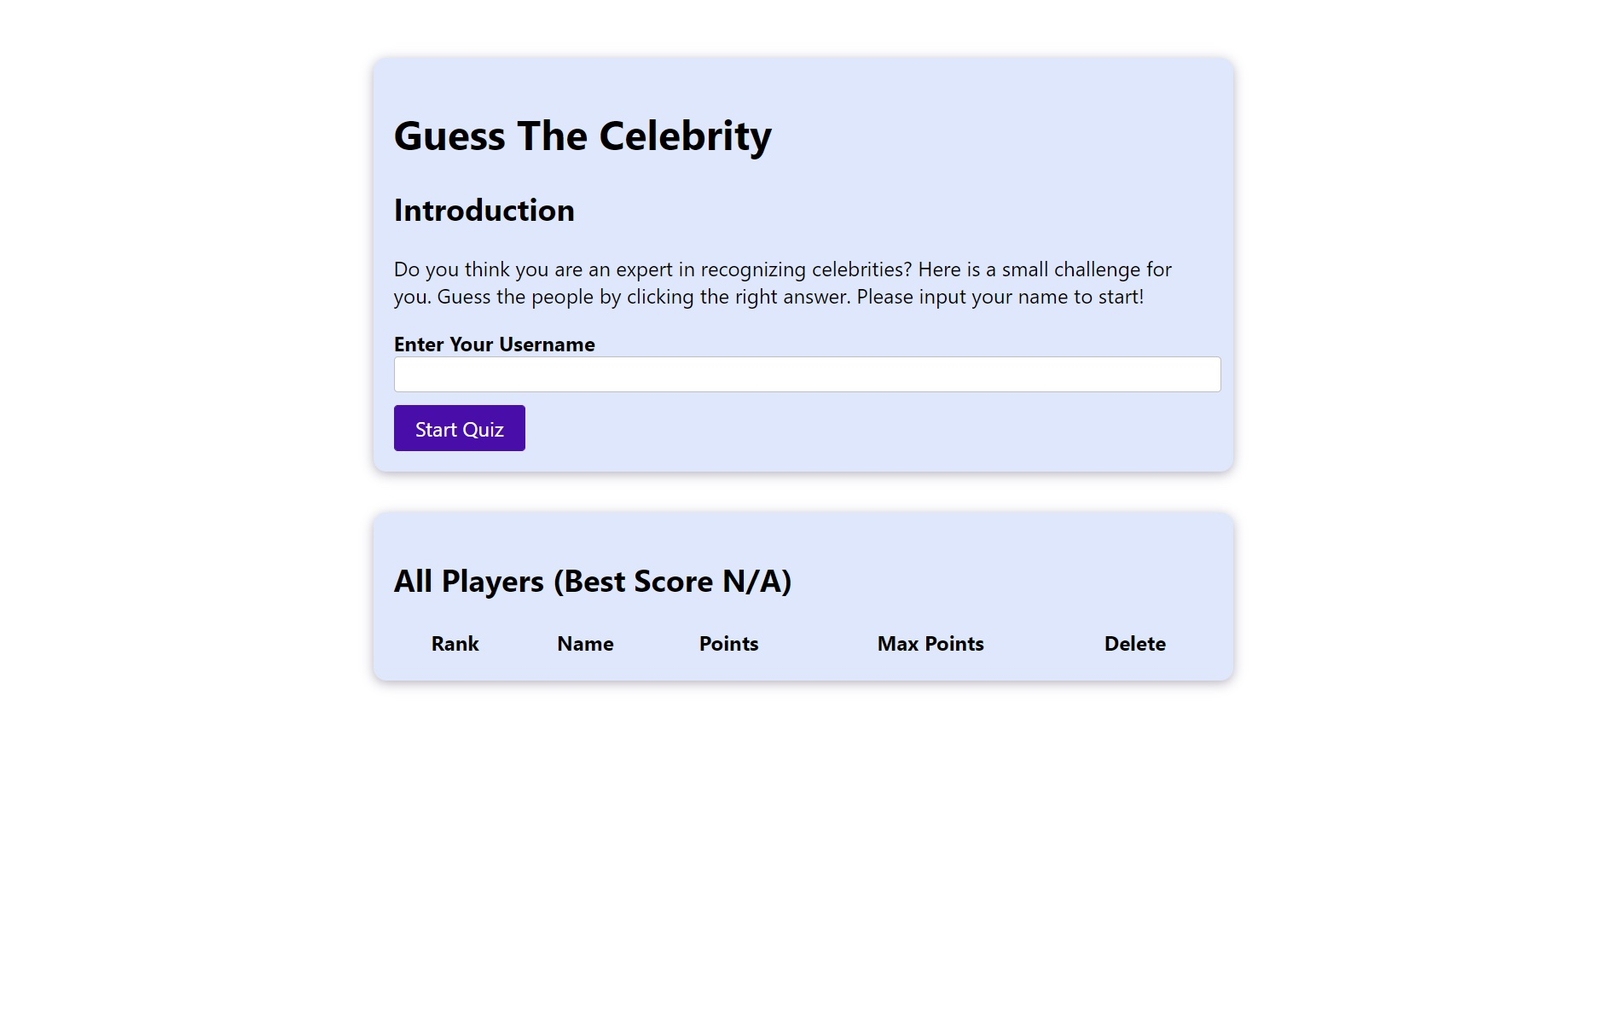 Guess The Celebrity
Introduction
Do you think you are an expert in recognizing celebrities? Here is a small challenge for
you. Guess the people by clicking the right answer. Please input your name to start!
Enter Your Username
Start Quiz
All Players (Best Score N/A)
Rank Name Points Max Points Delete